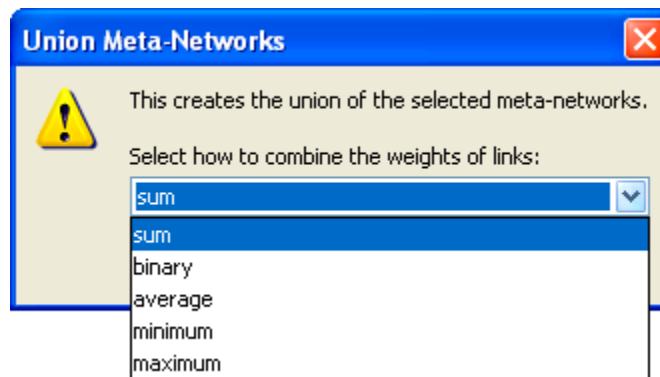 Union Meta-Networks
This creates the union of the selected meta-networks.
Select how to combine the weights of links:
sum
sum
binary
average
minimum
maximum